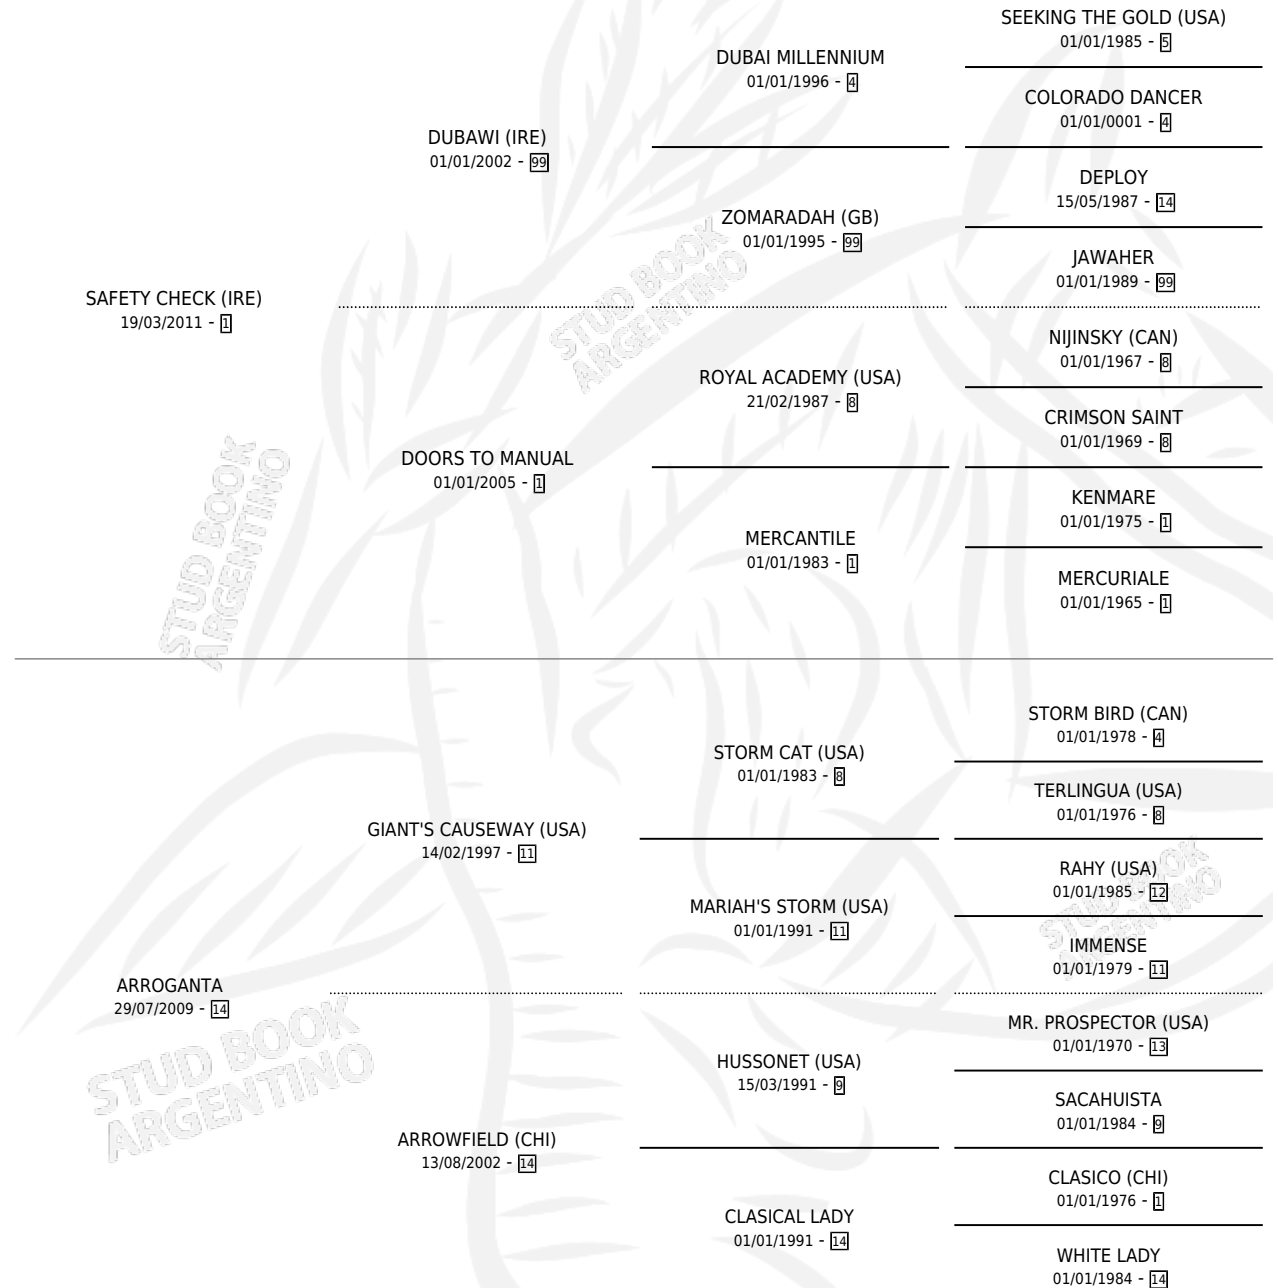 SEEKING THE GOLD (USA)
01/01/1985 - 5
DUBAI MILLENNIUM
01/01/1996 - 4
COLORADO DANCER
01/01/0001 - 4
DUBAWI (IRE)
01/01/2002 - 99
DEPLOY
15/05/1987 - 14
ZOMARADAH (GB)
01/01/1995 - 99
JAWAHER
01/01/1989 - 99
SAFETY CHECK (IRE)
19/03/2011 - 1
STUD BOOK
ARGENTINO
NIJINSKY (CAN)
01/01/1967 - 8
ROYAL ACADEMY (USA)
21/02/1987 - 8
CRIMSON SAINT
01/01/1969 - 8
DOORS TO MANUAL
01/01/2005 - 1
KENMARE
01/01/1975 - 1
MERCANTILE
01/01/1983 - 1
MERCURIALE
01/01/1965 - 1
STUD BOOK
ARGENTINO
STORM BIRD (CAN)
01/01/1978 - 4
STORM CAT (USA)
01/01/1983 - 8
TERLINGUA (USA)
01/01/1976 - 8
GIANT'S CAUSEWAY (USA)
14/02/1997 - 11
RAHY (USA)
01/01/1985 - 12
MARIAH'S STORM (USA)
01/01/1991 - 11
STUD BOOK
ARGENTINO
IMMENSE
01/01/1979 - 11
ARROGANTA
29/07/2009 - 14
STUD BOOK
ARGENTINO
MR. PROSPECTOR (USA)
01/01/1970 - 13
HUSSONET (USA)
15/03/1991 - 9
SACAHUISTA
01/01/1984 - 9
ARROWFIELD (CHI)
13/08/2002 - 14
CLASICO (CHI)
01/01/1976 - 1
CLASICAL LADY
01/01/1991 - 14
WHITE LADY
01/01/1984 - 14